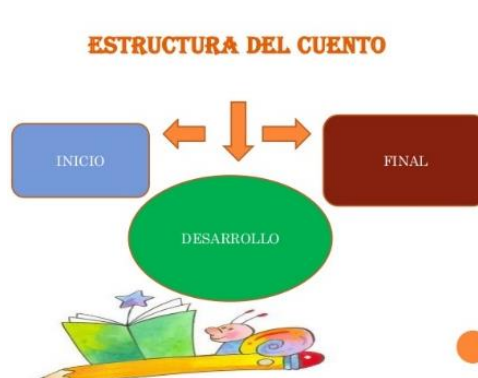 ESTRUCTURA DEL CUENTO
INICIO
DESARROLLO
FINAL